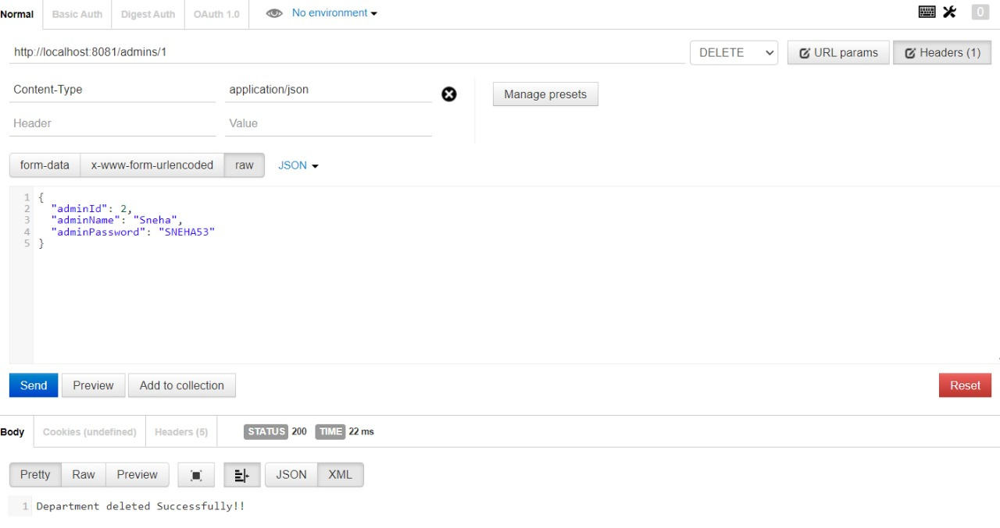 Normal Basic Auth Digest Auth OAuth 1.0 No environment 0
http://localhost:8081/admins/1 DELETE URL params Headers (1)
Content-Type application/json Manage presets
Header Value
form-data x-www-form-urlencoded raw JSON
1 {
2 "adminId": 2,
3 "adminName": "Sneha",
4 "adminPassword": "SNEHA53"
5 }
Send Preview Add to collection Reset
Body Cookies (undefined) Headers (5) STATUS 200 TIME 22 ms
Pretty Raw Preview JSON XML
1 Department deleted Successfully!!